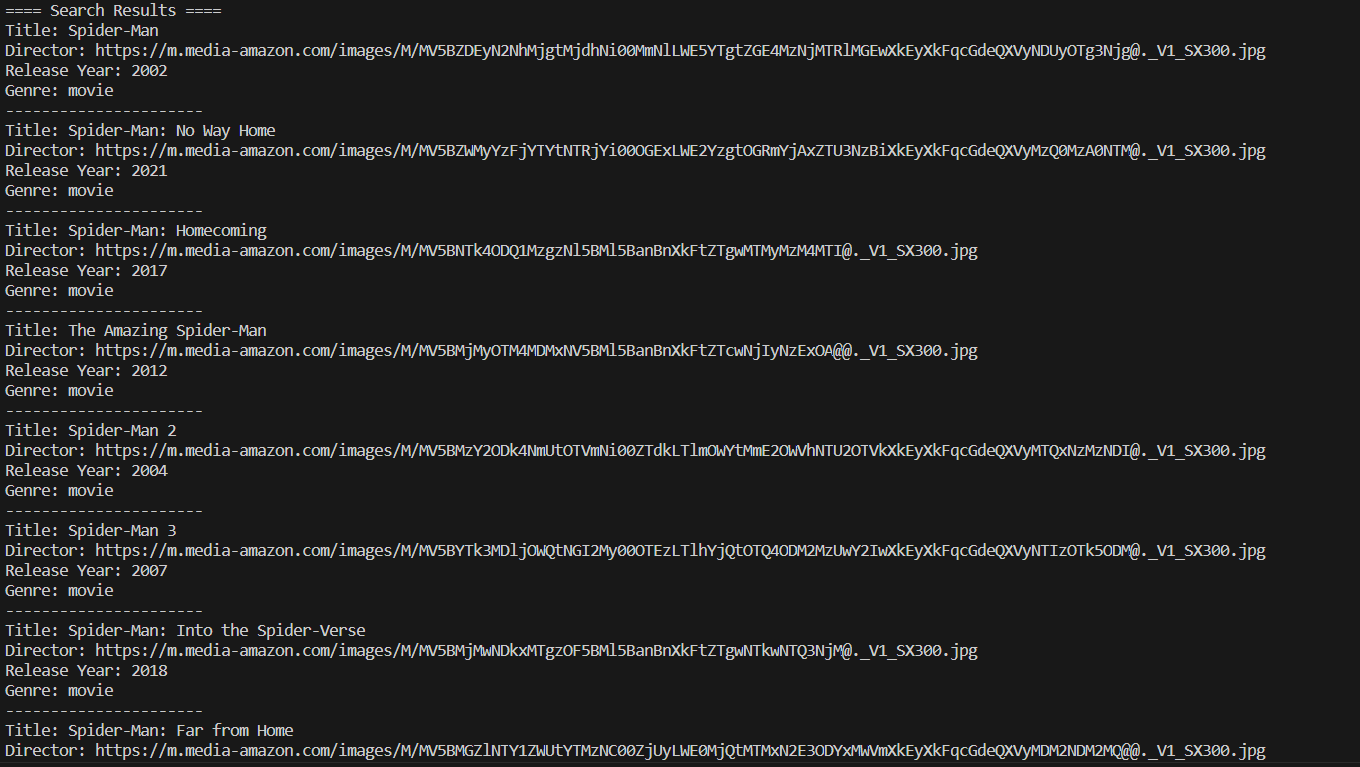 ==== Search Results ====
Title: Spider-Man
Director: https://m.media-amazon.com/images/M/MV5BZDEyN2NhMjgtMjdhNi00MmNlLWE5YTgtZGE4MzNjMTRlMGEwXkEyXkFqcGdeQXVyNDUyOTg3Njg@._V1_SX300.jpg
Release Year: 2002
Genre: movie
----------------------
Title: Spider-Man: No Way Home
Director: https://m.media-amazon.com/images/M/MV5BZWMyYzFjYTYtNTRjYi00OGExLWE2YzgtOGRmYjAxZTU3NzBiXkEyXkFqcGdeQXVyMzQ0MzA0NTM@._V1_SX300.jpg
Release Year: 2021
Genre: movie
----------------------
Title: Spider-Man: Homecoming
Director: https://m.media-amazon.com/images/M/MV5BNTk4ODQ1MzgzNl5BMl5BanBnXkFtZTgwMTMyMzM4MTI@._V1_SX300.jpg
Release Year: 2017
Genre: movie
----------------------
Title: The Amazing Spider-Man
Director: https://m.media-amazon.com/images/M/MV5BMjMyOTM4MDMxNV5BMl5BanBnXkFtZTcwNjIyNzExOA@@._V1_SX300.jpg
Release Year: 2012
Genre: movie
----------------------
Title: Spider-Man 2
Director: https://m.media-amazon.com/images/M/MV5BMzY2ODk4NmUtOTVmNi00ZTdkLTlmOWYtMmE2OWVhNTU2OTVkXkEyXkFqcGdeQXVyMTQxNzMzNDI@._V1_SX300.jpg
Release Year: 2004
Genre: movie
----------------------
Title: Spider-Man 3
Director: https://m.media-amazon.com/images/M/MV5BYTk3MDljOWQtNGI2My00OTEzLTlhYjQtOTQ4ODM2MzUwY2IwXkEyXkFqcGdeQXVyNTIzOTk5ODM@._V1_SX300.jpg
Release Year: 2007
Genre: movie
----------------------
Title: Spider-Man: Into the Spider-Verse
Director: https://m.media-amazon.com/images/M/MV5BMjMwNDkxMTgzOF5BMl5BanBnXkFtZTgwNTkwNTQ3NjM@._V1_SX300.jpg
Release Year: 2018
Genre: movie
----------------------
Title: Spider-Man: Far from Home
Director: https://m.media-amazon.com/images/M/MV5BMGZlNTY1ZWUtYTMzNC00ZjUyLWE0MjQtMTMxN2E3ODYxMWVmXkEyXkFqcGdeQXVyMDM2NDM2MQ@@._V1_SX300.jpg